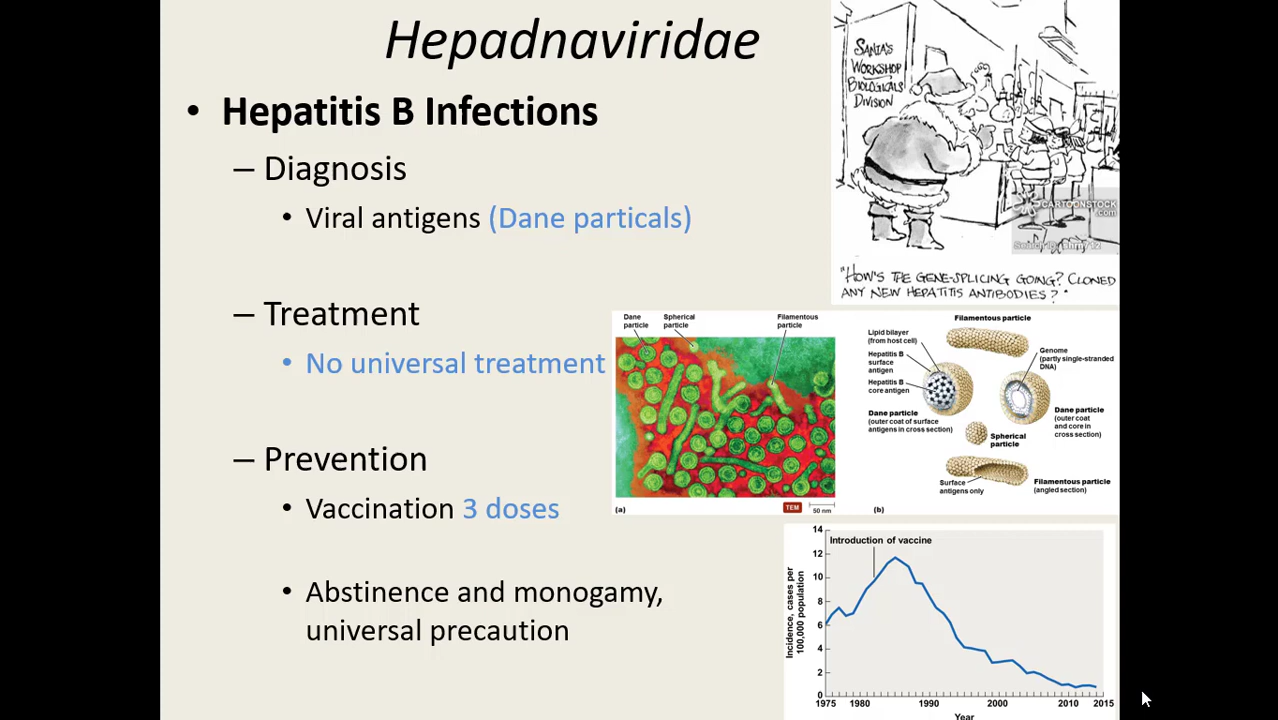 Hepadnaviridae
• Hepatitis B Infections
– Diagnosis
• Viral antigens (Dane particals)
– Treatment
• No universal treatment
– Prevention
• Vaccination 3 doses
• Abstinence and monogamy,
universal precaution
SANTA'S
WORKSHOP
BIOLOGICALS
DIVISION
CARTOONSTOCK
.com
"HOW'S THE GENE-SPLICING GOING? CLONED
ANY NEW HEPATITIS ANTIBODIES?"
Dane
particle
Spherical
particle
Filamentous
particle
(a)
TEM
50 nm
Filamentous particle
Lipid bilayer
(from host cell)
Hepatitis B
surface
antigen
Hepatitis B
core antigen
Dane particle
(outer coat of surface
antigens in cross section)
Genome
(partly single-stranded
DNA)
Dane particle
(outer coat
and core in
cross section)
Spherical
particle
Surface
antigens only
Filamentous particle
(angled section)
(b)
Introduction of vaccine
Incidence, cases per
100,000 population
14
12
10
8
6
4
2
0
1975 1980 1990 2000 2010 2015
Year